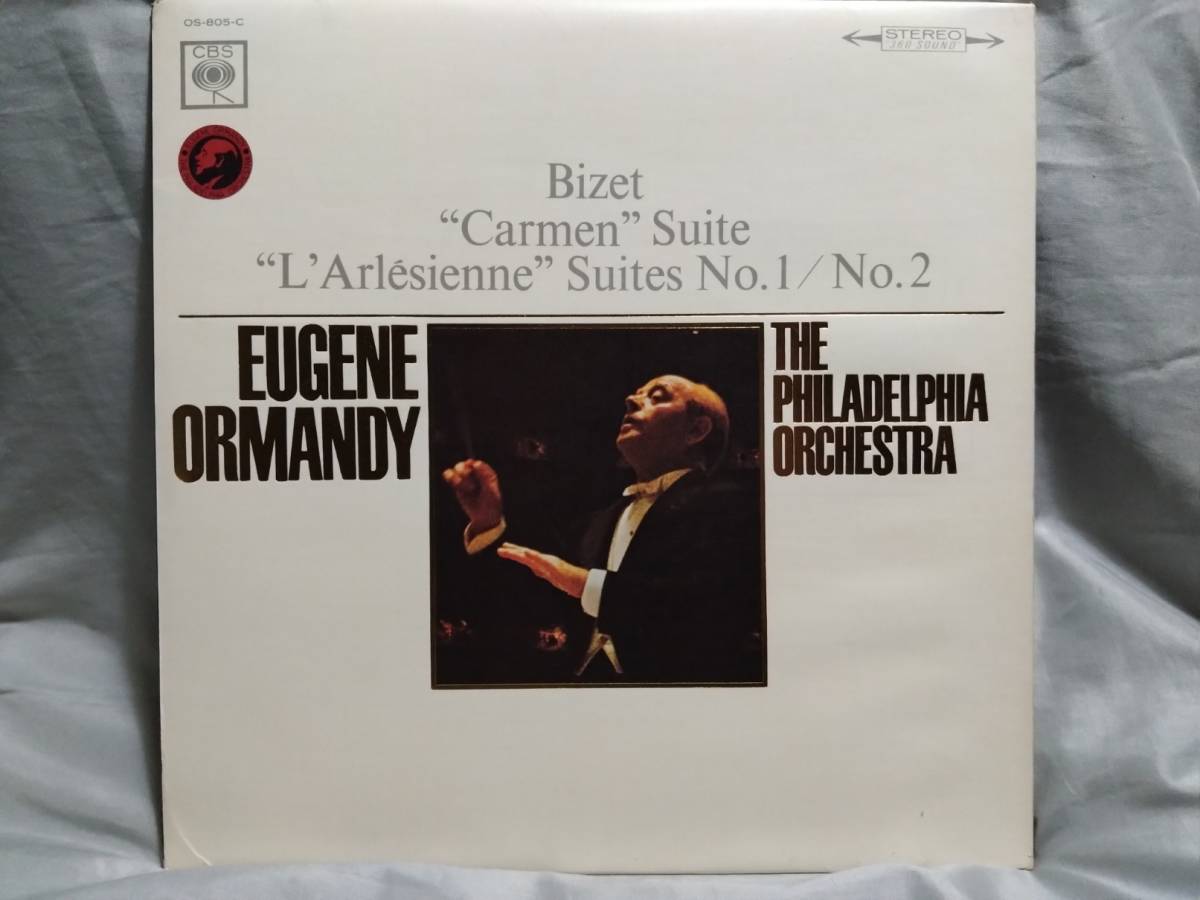 OS-805-C
CBS
STEREO
"360 SOUND"
Bizet
“Carmen” Suite
“L’Arlésienne” Suites No.1 / No.2
EUGENE
ORMANDY
THE
PHILADELPHIA
ORCHESTRA